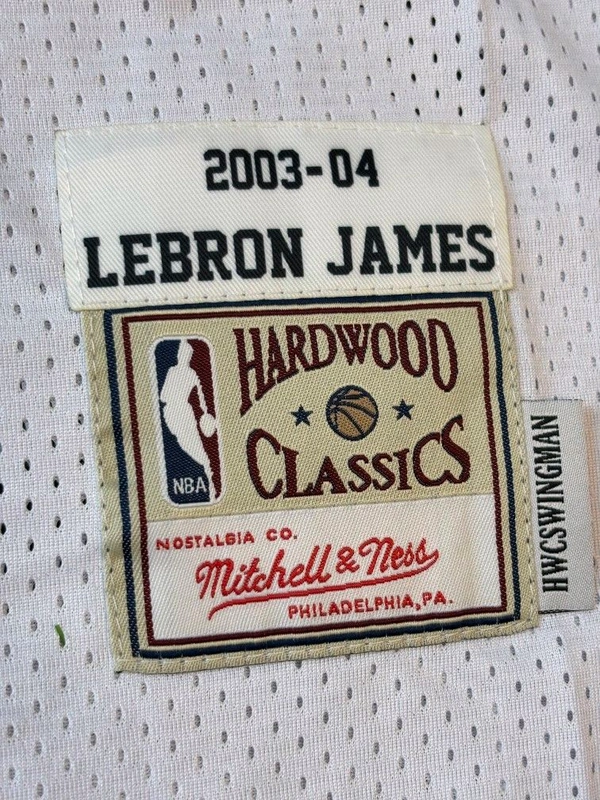 2003-04
LEBRON JAMES
HARDWOOD
CLASSICS
NBA
NOSTALGIA CO.
Mitchell & Ness
PHILADELPHIA, PA.
HWCSWINGMAN